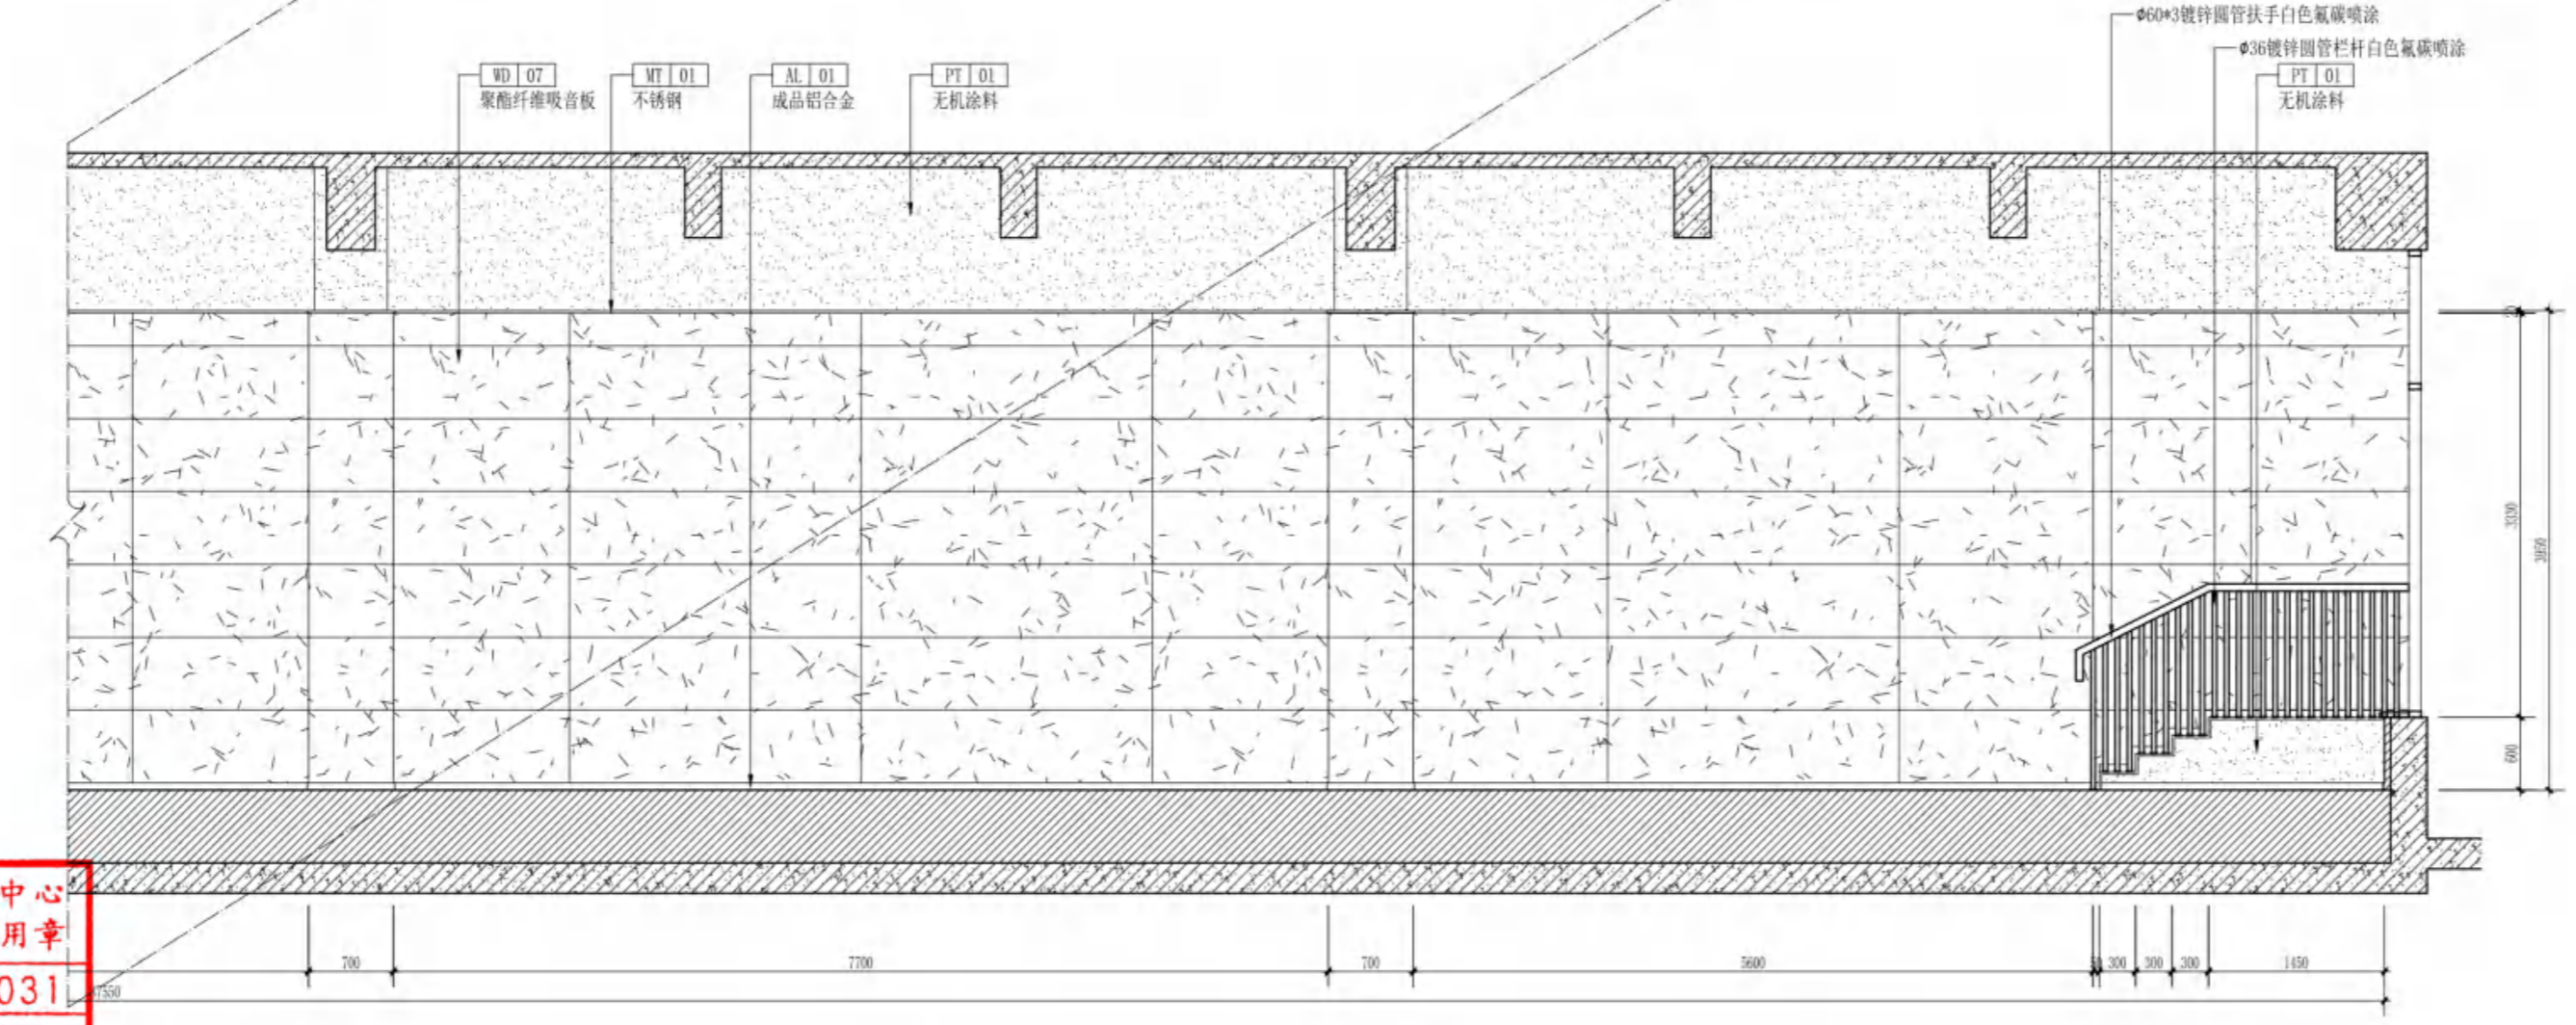 φ60*3镀锌圆管扶手白色氟碳喷涂
φ36镀锌圆管栏杆白色氟碳喷涂
WD 07
聚酯纤维吸音板
MT 01
不锈钢
AL 01
成品铝合金
PT 01
无机涂料
PT 01
无机涂料
3330
600
中心
用章
031
700
7700
700
5600
300
300
300
1450